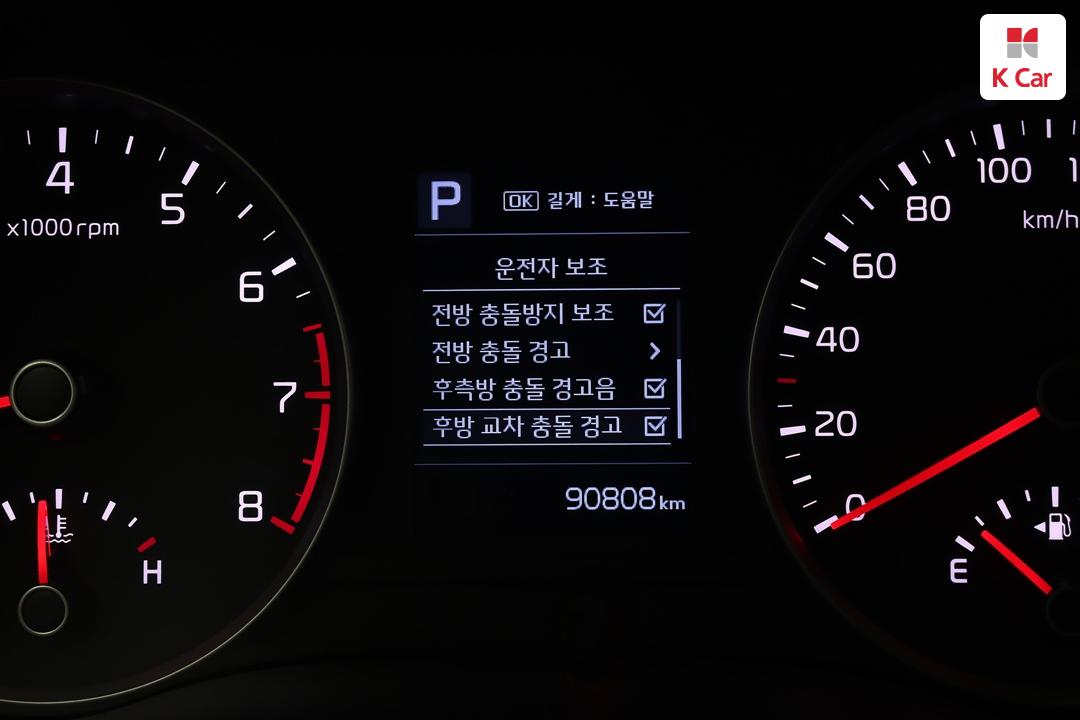 K Car
4
5
x1000rpm
6
7
8
H
P
OK 길게 : 도움말
운전자 보조
전방 충돌방지 보조
전방 충돌 경고
후측방 충돌 경고음
후방 교차 충돌 경고
90808km
100
80
km/h
60
40
20
0
E